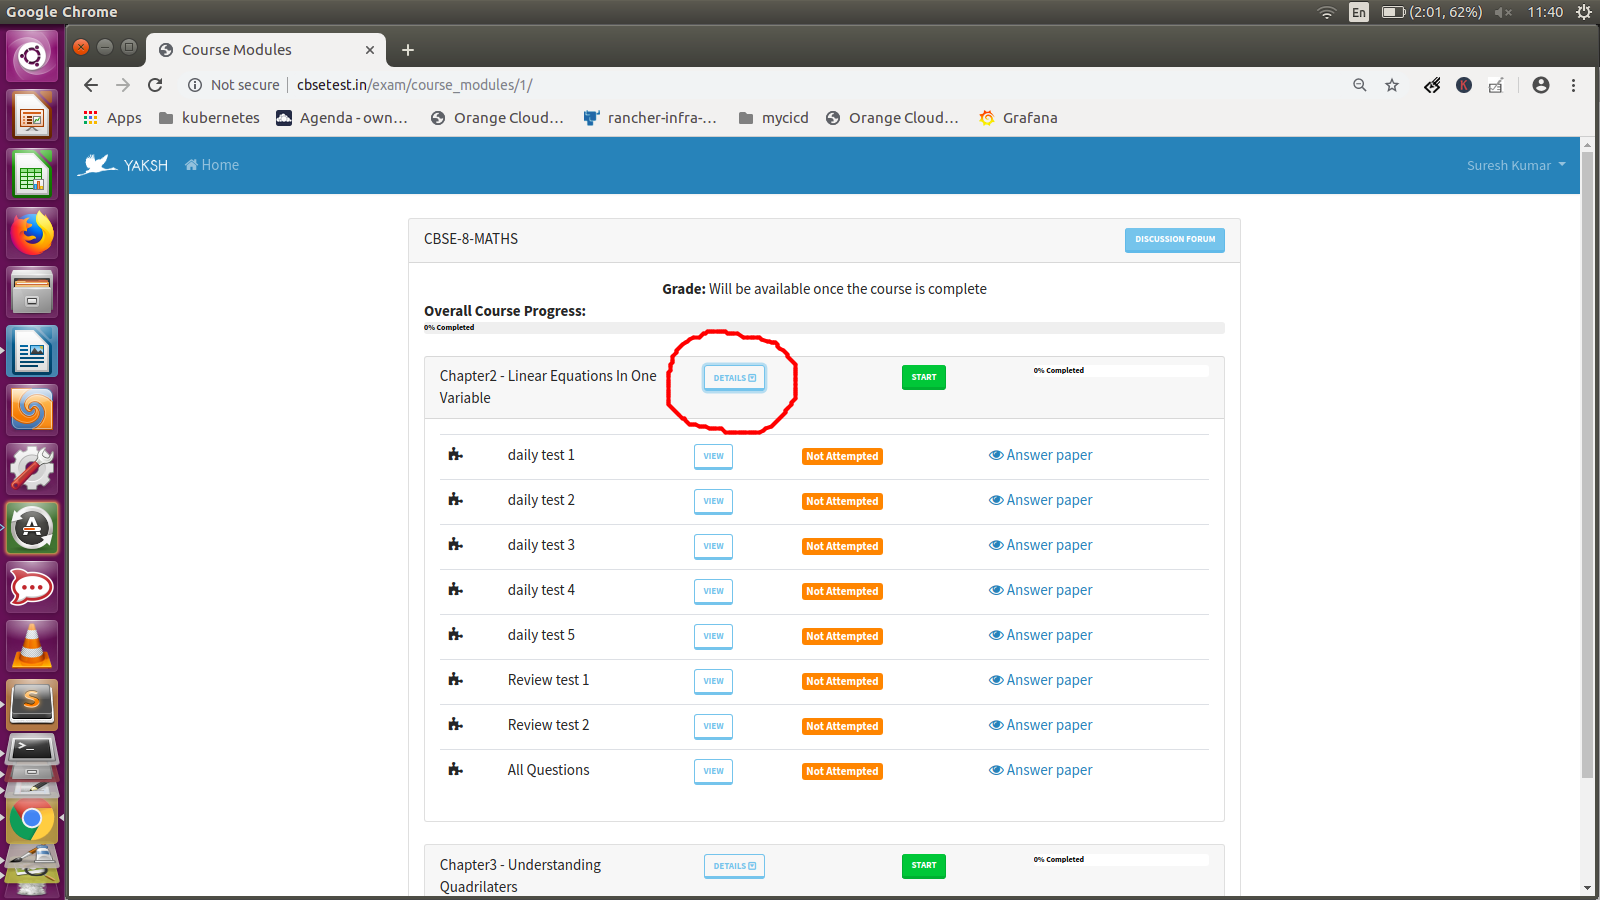 Google Chrome
En
(2:01, 62%)
11:40
Course Modules
Not secure
cbsetest.in/exam/course_modules/1/
K
Apps
kubernetes
Agenda - own...
Orange Cloud...
rancher-infra-...
mycicd
Orange Cloud...
Grafana
YAKSH
Home
Suresh Kumar
CBSE-8-MATHS
DISCUSSION FORUM
Grade: Will be available once the course is complete
Overall Course Progress:
0% Completed
Chapter2 - Linear Equations In One
Variable
DETAILS
START
0% Completed
daily test 1 VIEW Not Attempted Answer paper
daily test 2 VIEW Not Attempted Answer paper
daily test 3 VIEW Not Attempted Answer paper
daily test 4 VIEW Not Attempted Answer paper
daily test 5 VIEW Not Attempted Answer paper
Review test 1 VIEW Not Attempted Answer paper
Review test 2 VIEW Not Attempted Answer paper
All Questions VIEW Not Attempted Answer paper
Chapter3 - Understanding
Quadrilaters
DETAILS
START
0% Completed